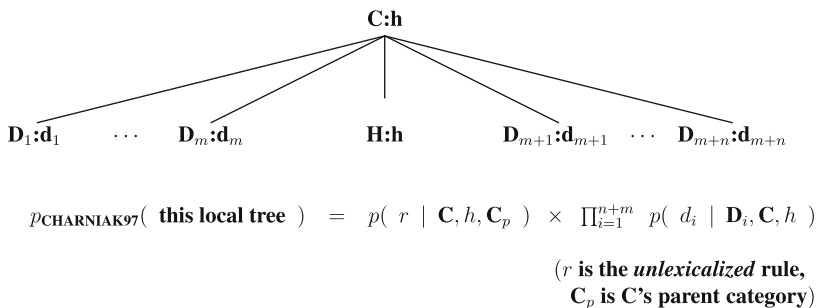 C:h
D₁:d₁ ··· Dₘ:dₘ H:h Dₘ₊₁:dₘ₊₁ ··· Dₘ₊ₙ:dₘ₊ₙ
p_CHARNIAK97( this local tree ) = p( r | C, h, Cₚ ) × ∏ᵢ₌₁ⁿ⁺ᵐ p( dᵢ | Dᵢ, C, h )
(r is the unlexicalized rule,
Cₚ is C's parent category)